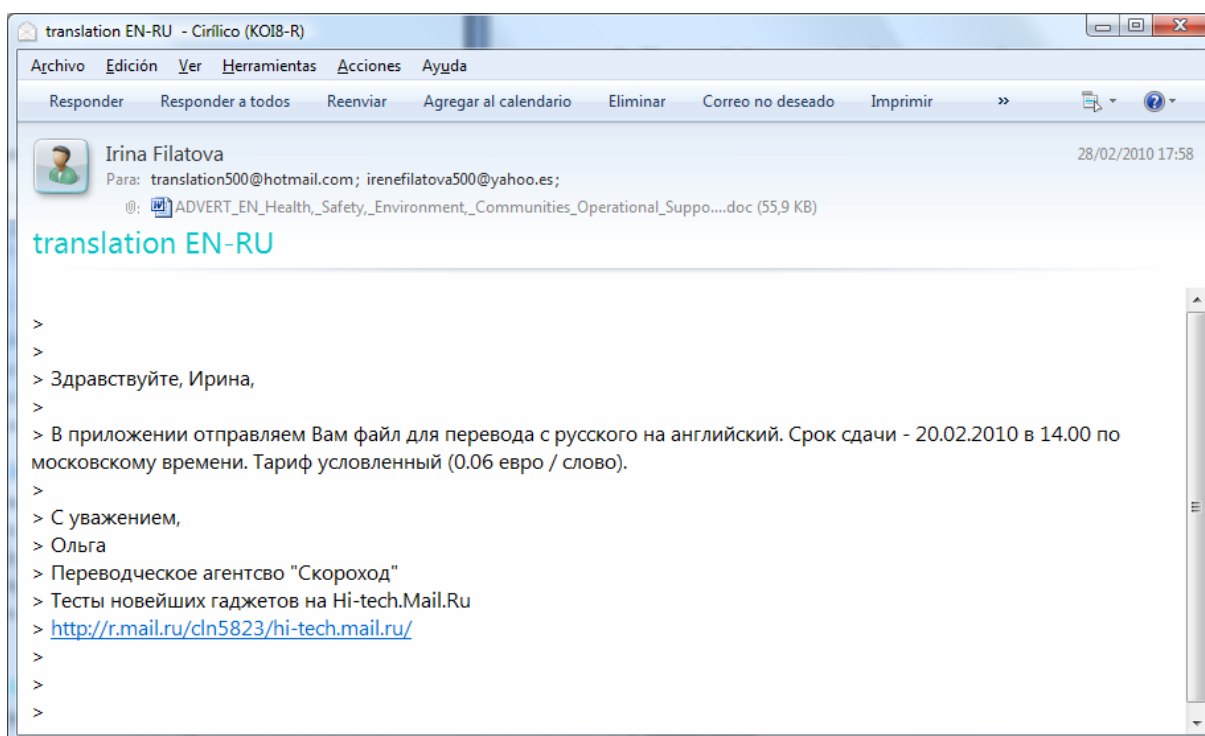 translation EN-RU - Cirílico (KOI8-R)
Archivo Edición Ver Herramientas Acciones Ayuda
Responder Responder a todos Reenviar Agregar al calendario Eliminar Correo no deseado Imprimir »
Irina Filatova 28/02/2010 17:58
Para: translation500@hotmail.com; irenefilatova500@yahoo.es;
ADVERT_EN_Health,_Safety,_Environment,_Communities_Operational_Suppo....doc (55,9 KB)
translation EN-RU
>
>
> Здравствуйте, Ирина,
>
> В приложении отправляем Вам файл для перевода с русского на английский. Срок сдачи - 20.02.2010 в 14.00 по
московскому времени. Тариф условленный (0.06 евро / слово).
>
> С уважением,
> Ольга
> Переводческое агентсво "Скороход"
> Тесты новейших гаджетов на Hi-tech.Mail.Ru
> http://r.mail.ru/cln5823/hi-tech.mail.ru/
>
>
>